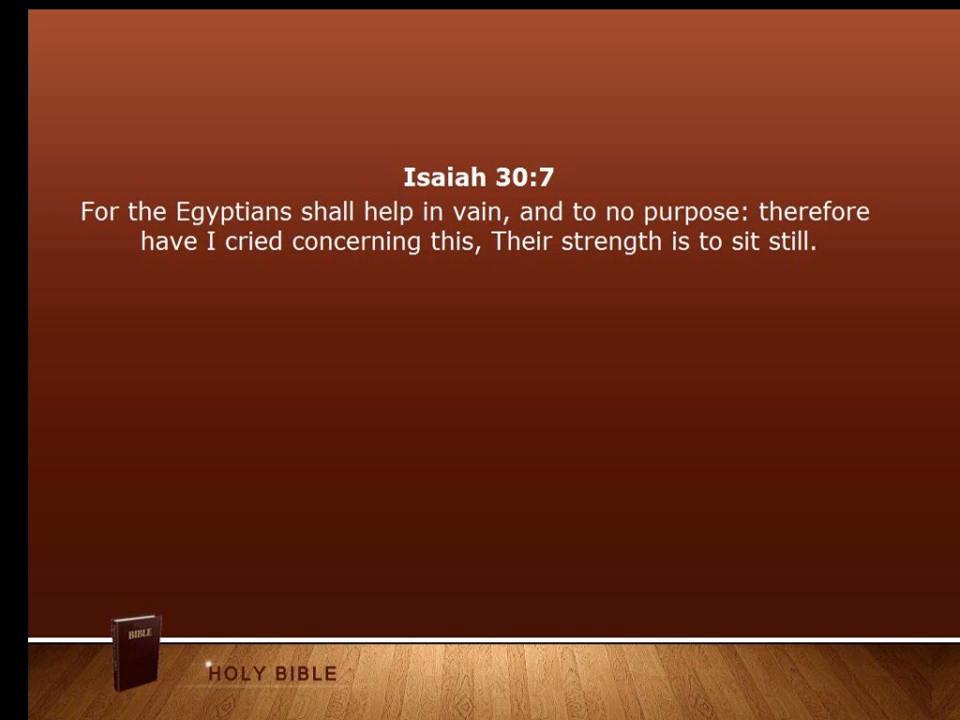 Isaiah 30:7
For the Egyptians shall help in vain, and to no purpose: therefore
have I cried concerning this, Their strength is to sit still.
BIBLE
HOLY BIBLE